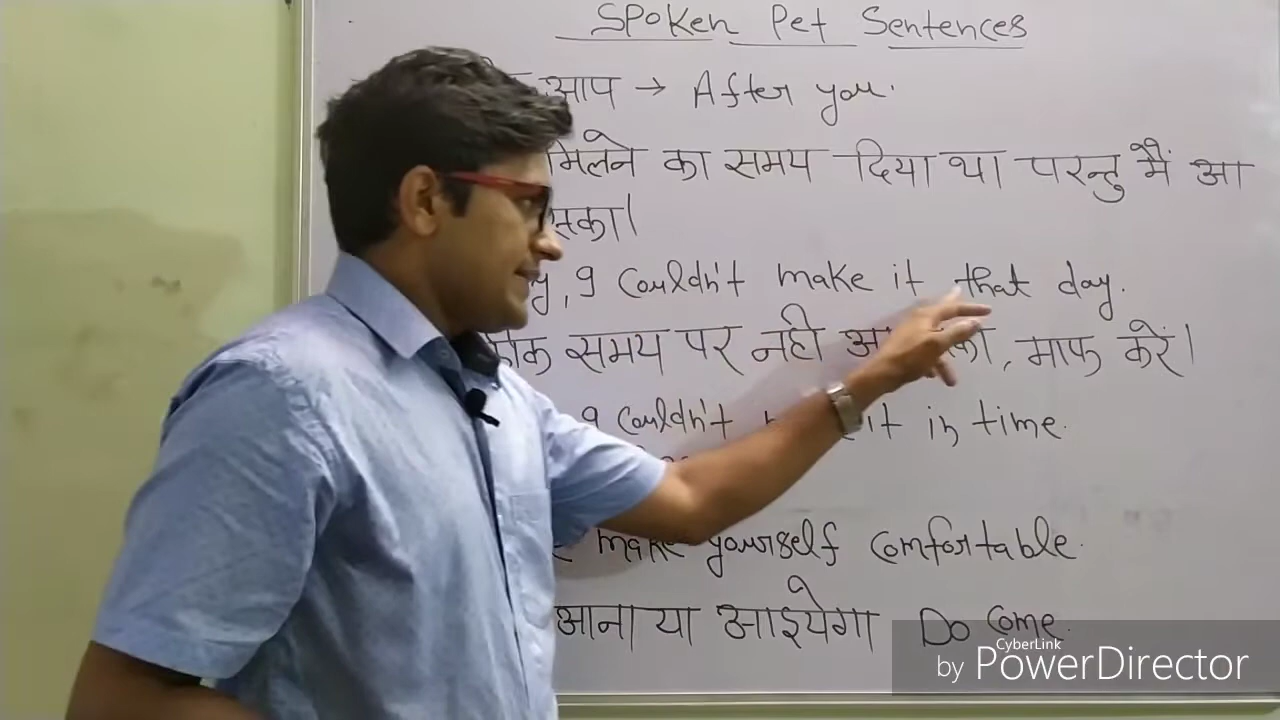 Spoken Pet Sentences
आप → After you.
मिलने का समय दिया था परन्तु मैं आ
सका।
, I couldn't make it that day.
समय पर नही , माफ करें।
I couldn't it in time.
make yourself comfortable.
आना या आइयेगा Do Come.
CyberLink
by PowerDirector